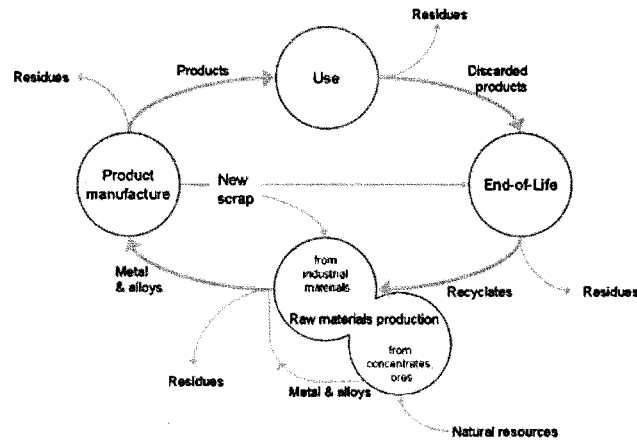 Residues
Residues
Products
Use
Discarded
products
Product
manufacture
New
scrap
End-of-Life
from
industrial
materials
Metal
& alloys
Recyclates
Residues
Raw materials production
from
concentrates,
ores
Residues
Metal & alloys
Natural resources